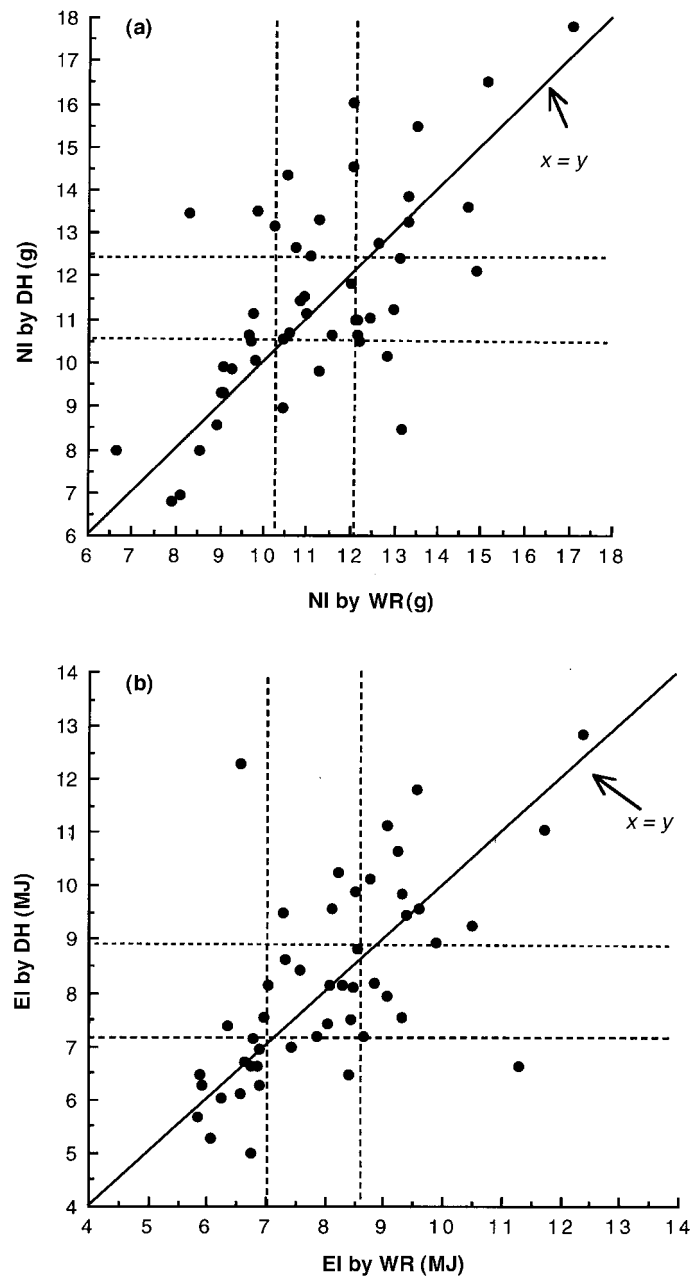 (a)
18
17
16
15
14
13
12
11
10
9
8
7
6
NI by DH (g)
x = y
6 7 8 9 10 11 12 13 14 15 16 17 18
NI by WR(g)
(b)
14
13
12
11
10
9
8
7
6
5
4
EI by DH (MJ)
x = y
4 5 6 7 8 9 10 11 12 13 14
EI by WR (MJ)